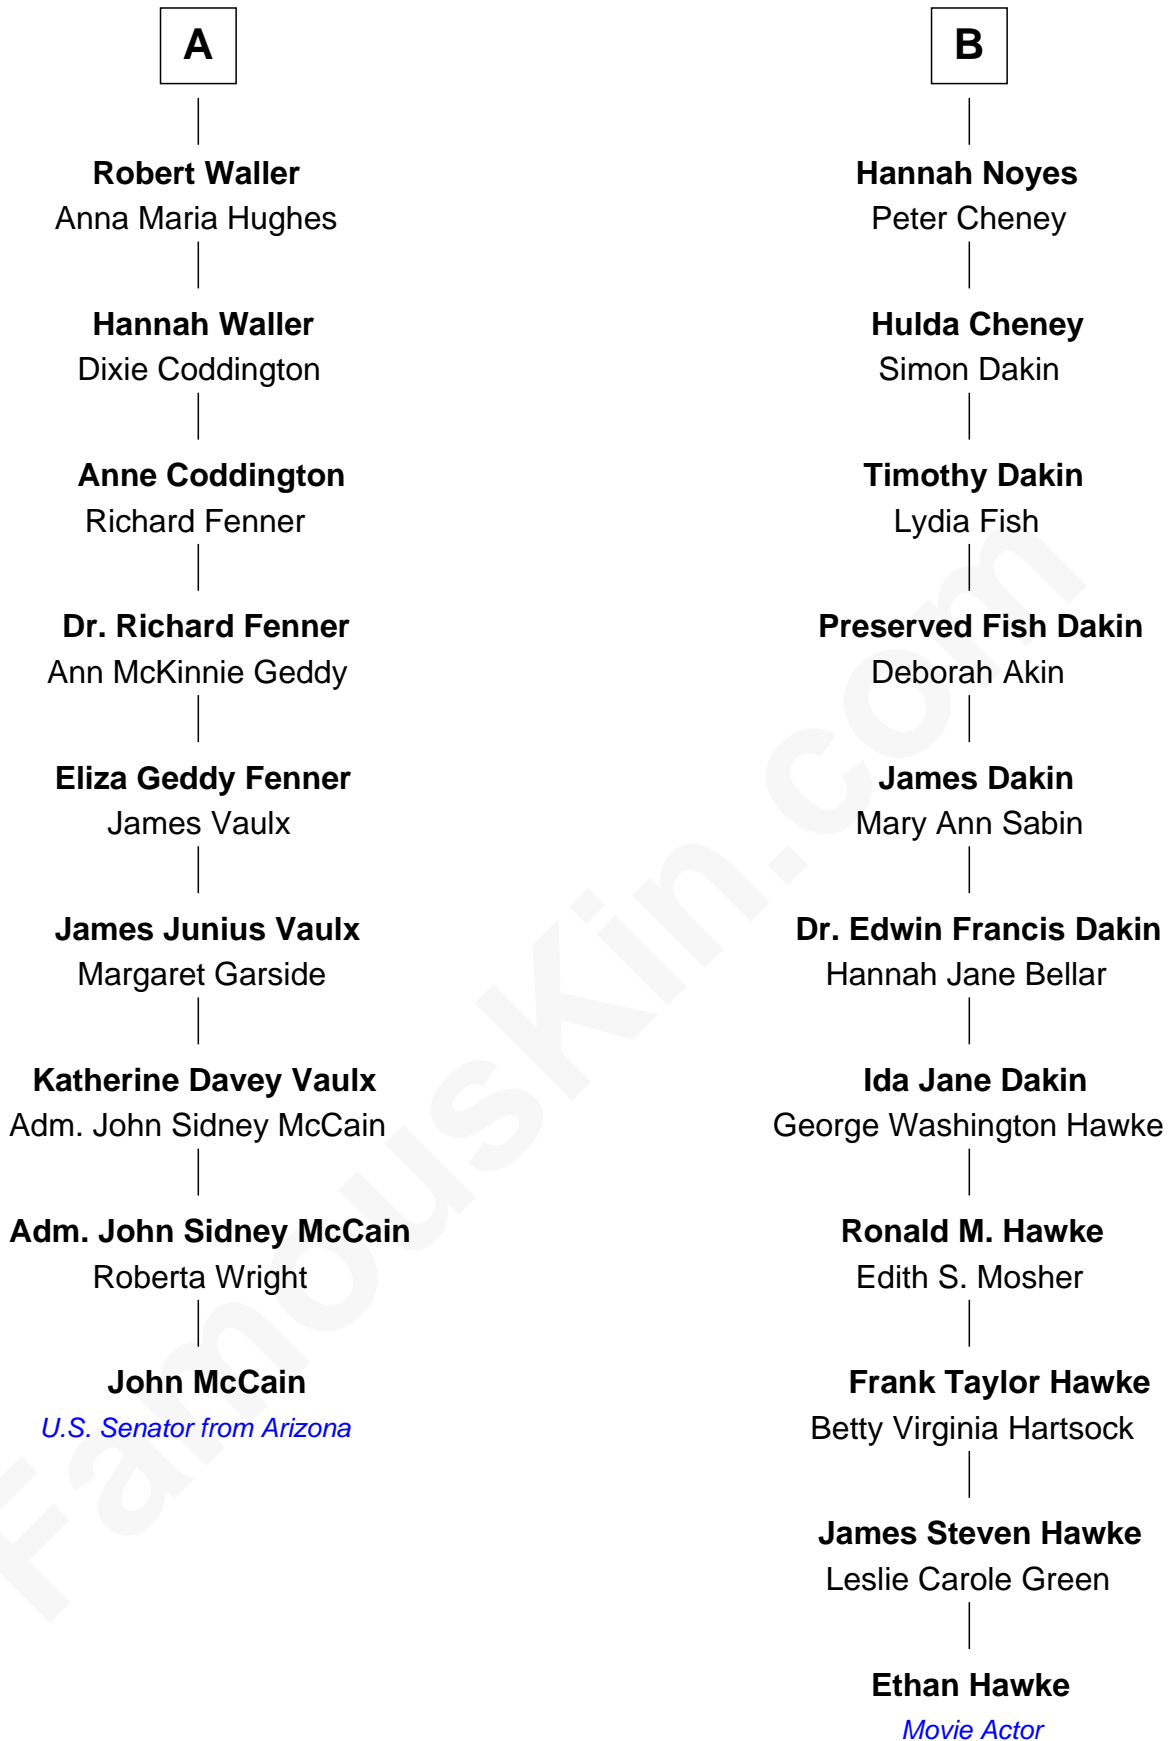 A
Robert Waller
Anna Maria Hughes
Hannah Waller
Dixie Coddington
Anne Coddington
Richard Fenner
Dr. Richard Fenner
Ann McKinnie Geddy
Eliza Geddy Fenner
James Vaulx
James Junius Vaulx
Margaret Garside
Katherine Davey Vaulx
Adm. John Sidney McCain
Adm. John Sidney McCain
Roberta Wright
John McCain
U.S. Senator from Arizona
B
Hannah Noyes
Peter Cheney
Hulda Cheney
Simon Dakin
Timothy Dakin
Lydia Fish
Preserved Fish Dakin
Deborah Akin
James Dakin
Mary Ann Sabin
Dr. Edwin Francis Dakin
Hannah Jane Bellar
Ida Jane Dakin
George Washington Hawke
Ronald M. Hawke
Edith S. Mosher
Frank Taylor Hawke
Betty Virginia Hartsock
James Steven Hawke
Leslie Carole Green
Ethan Hawke
Movie Actor
FamousKin.com